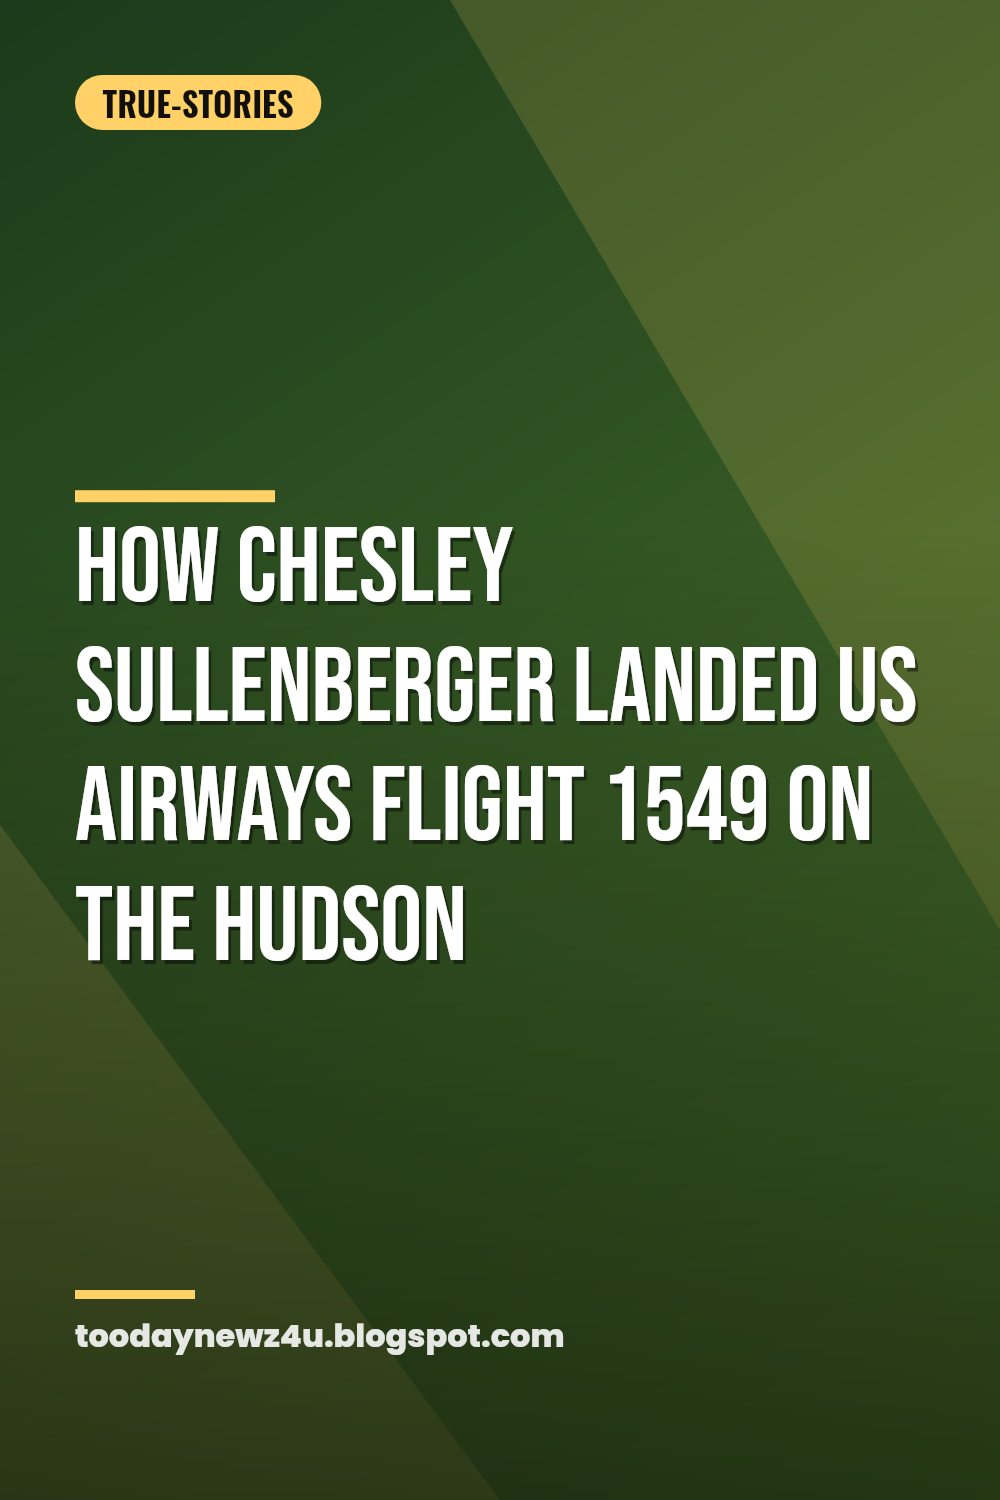 TRUE-STORIES
HOW CHESLEY
SULLENBERGER LANDED US
AIRWAYS FLIGHT 1549 ON
THE HUDSON
toodaynewz4u.blogspot.com